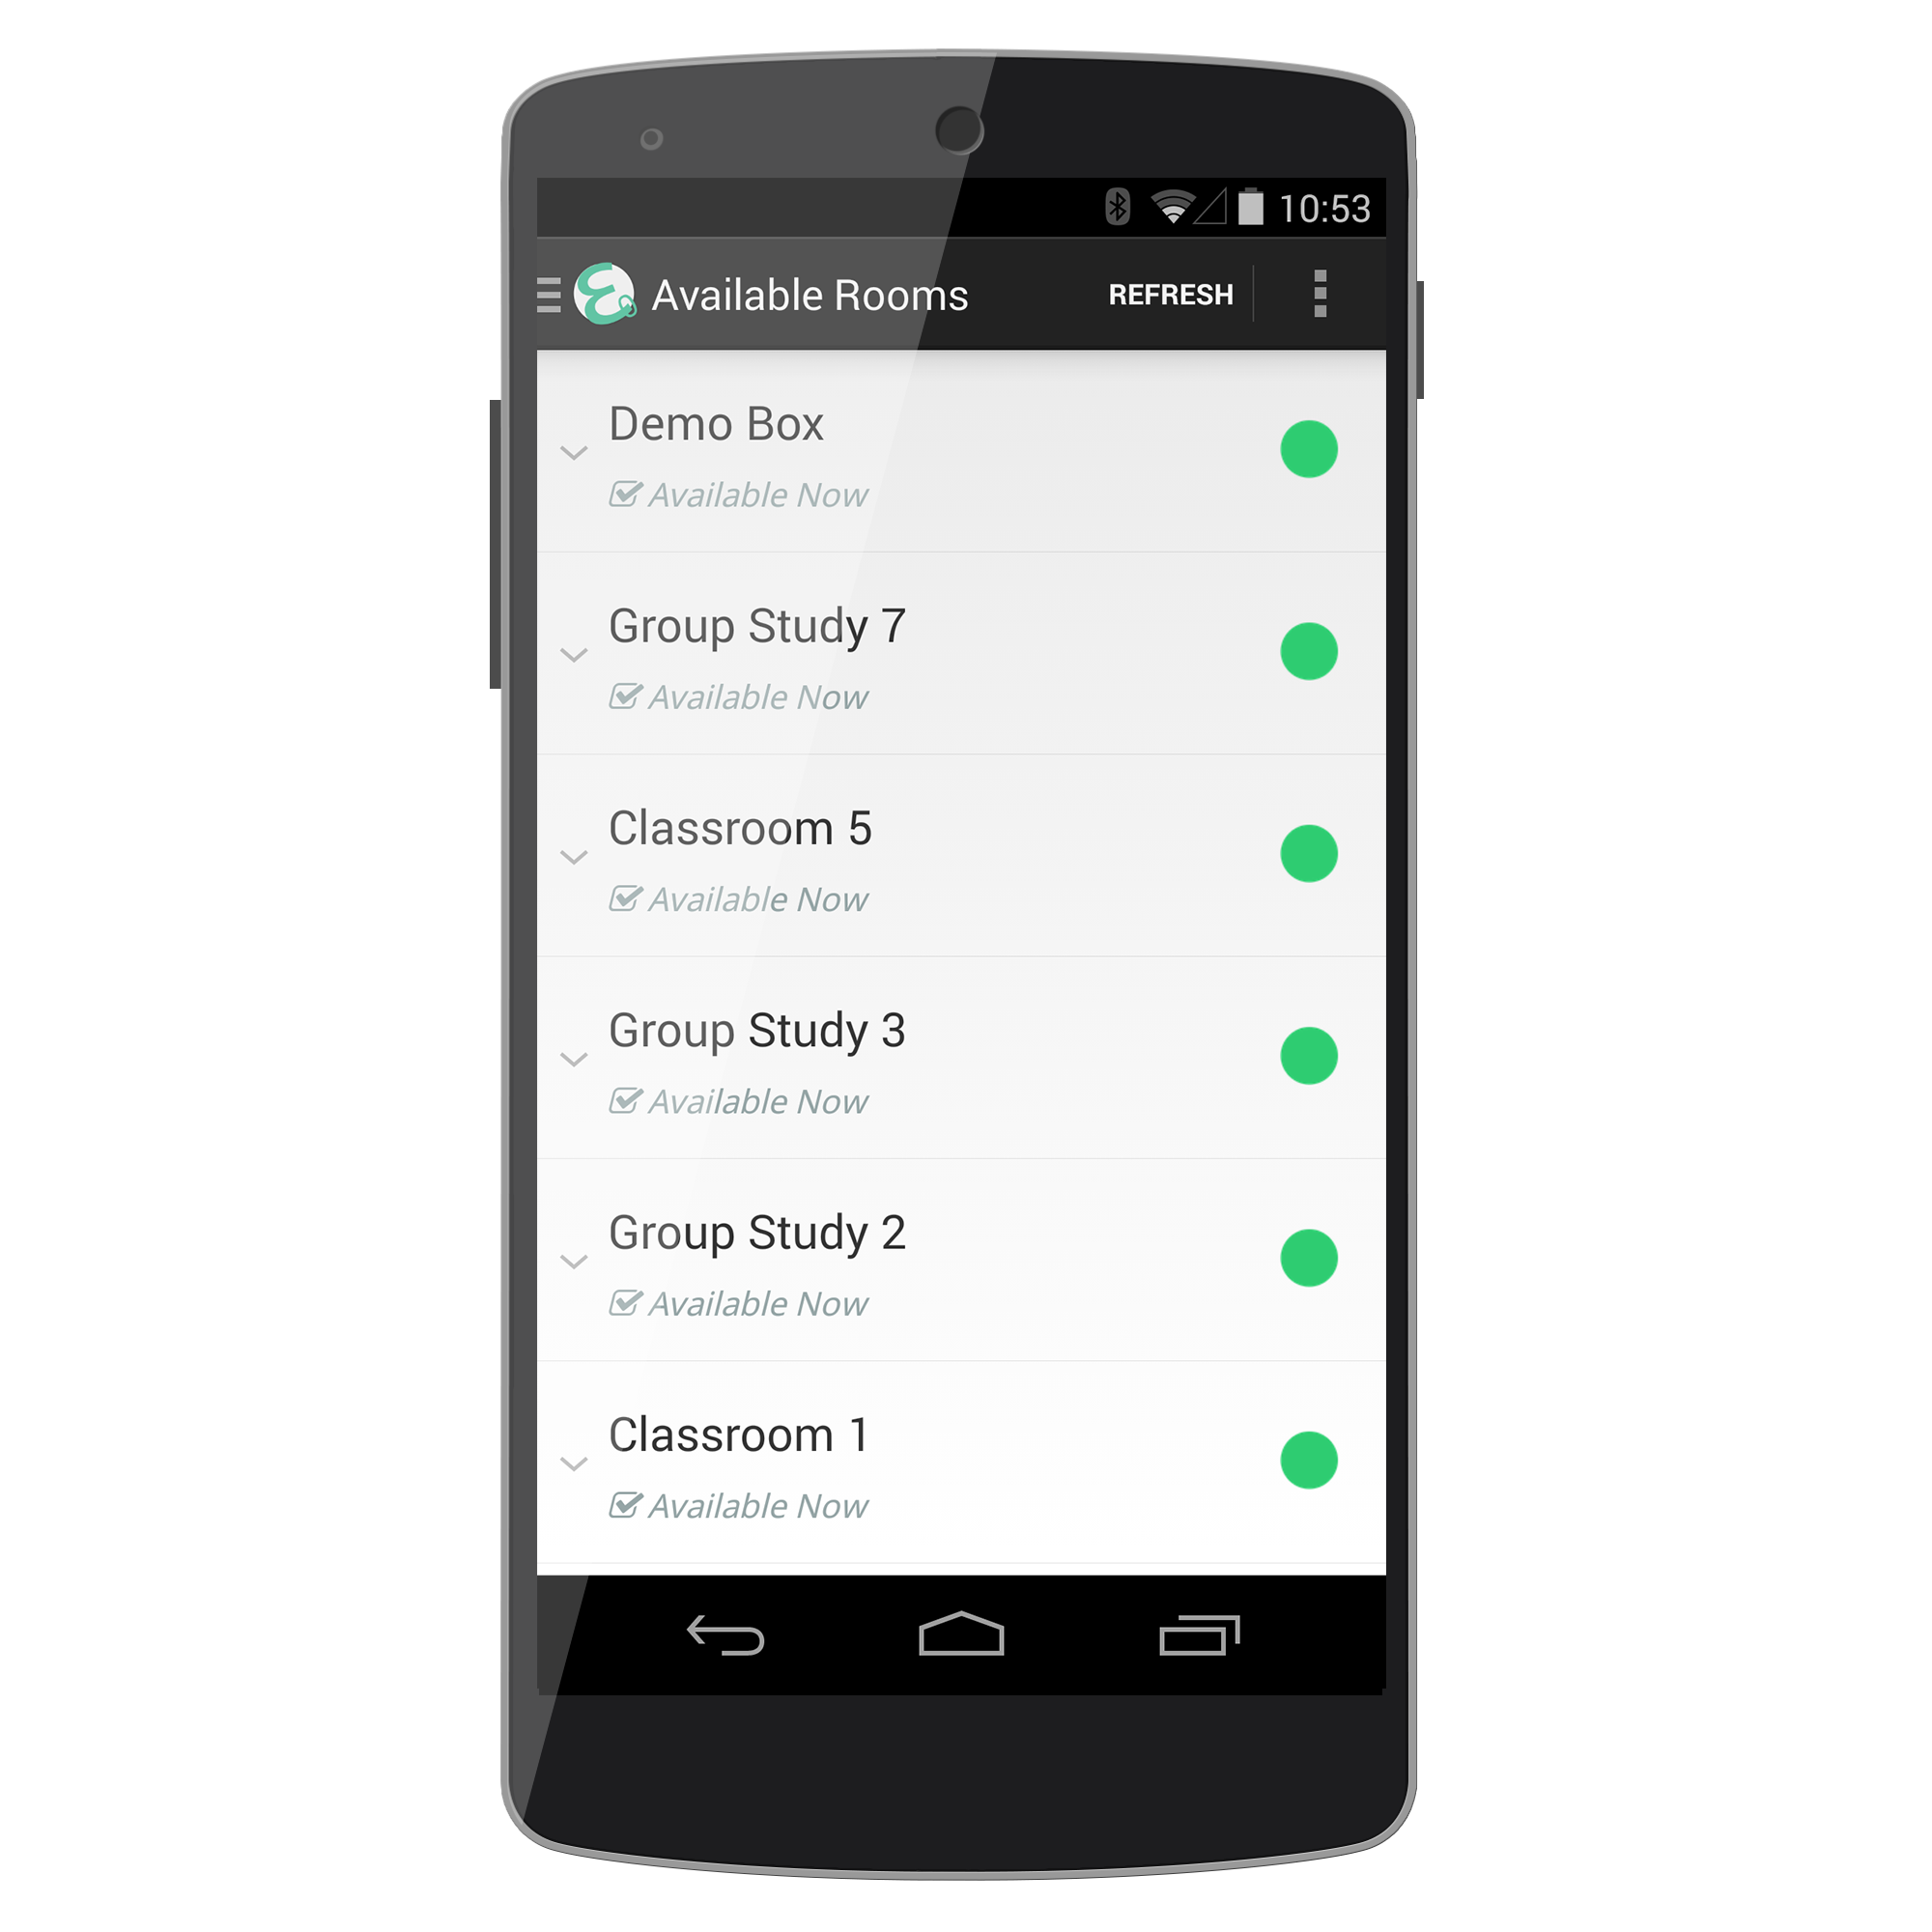 10:53
Available Rooms REFRESH
Demo Box
Available Now
Group Study 7
Available Now
Classroom 5
Available Now
Group Study 3
Available Now
Group Study 2
Available Now
Classroom 1
Available Now